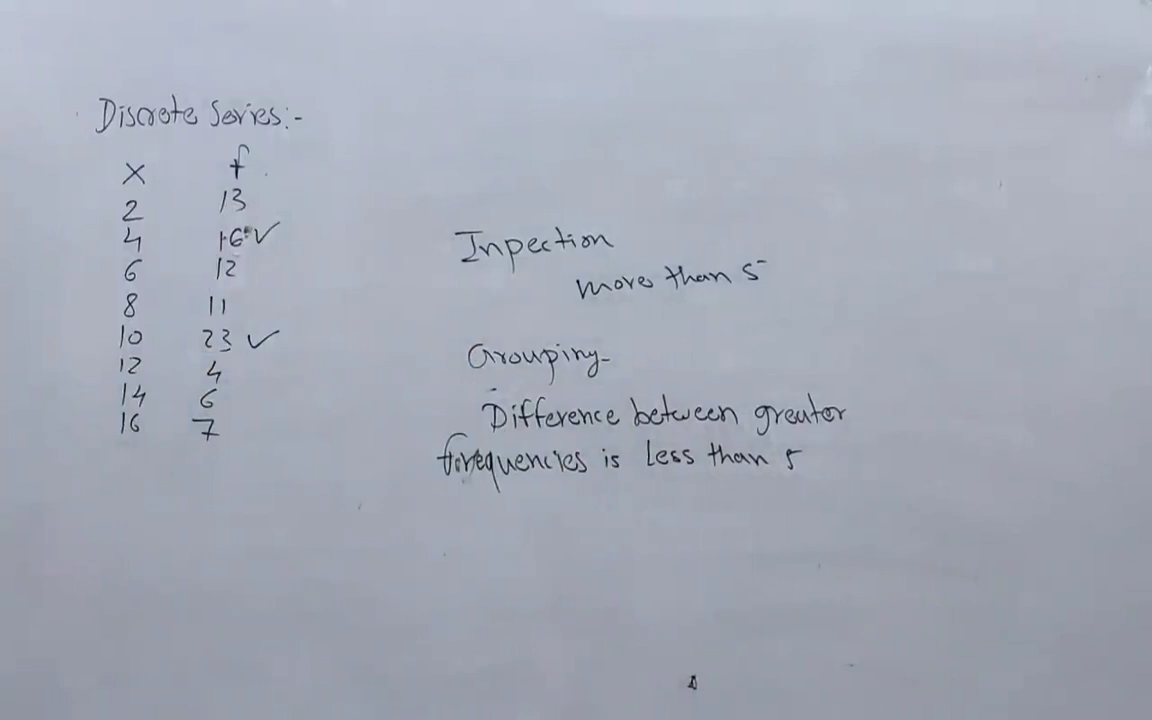 Discrete Series:-
X f
2 13
4 16 ✓
6 12
8 11
10 23 ✓
12 4
14 6
16 7
Inpection
more than 5
Grouping-
Difference between greater
frequencies is less than 5